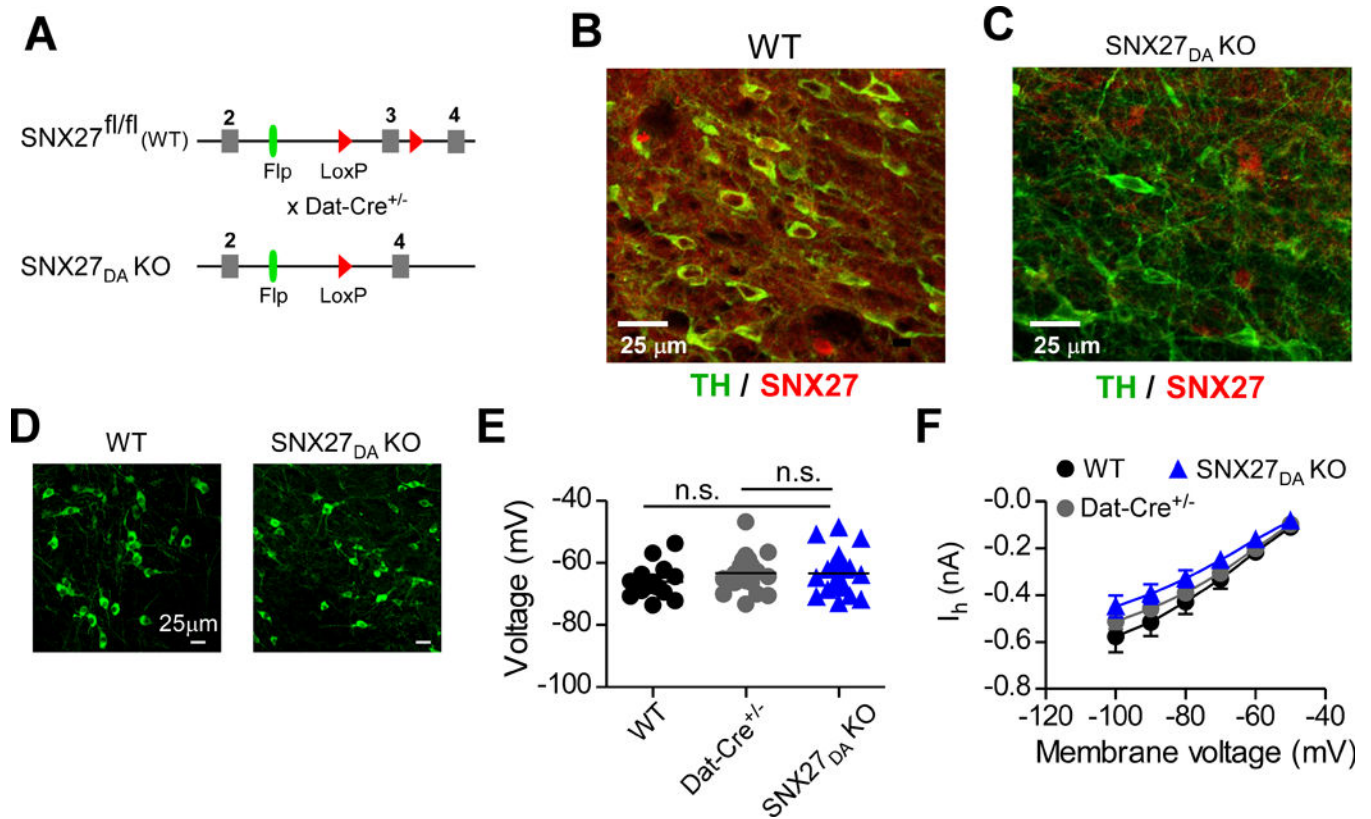 A
SNX27fl/fl(WT)
2
3
4
Flp
LoxP
x Dat-Cre+/-
SNX27DA KO
2
4
Flp
LoxP
B
WT
25 μm
TH / SNX27
C
SNX27DA KO
25 μm
TH / SNX27
D
WT
25μm
SNX27DA KO
E
n.s.
n.s.
Voltage (mV)
-40
-60
-80
-100
WT
Dat-Cre+/-
SNX27DA KO
F
WT
SNX27DA KO
Dat-Cre+/-
Ih (nA)
-0.0
-0.2
-0.4
-0.6
-0.8
-120 -100 -80 -60 -40
Membrane voltage (mV)